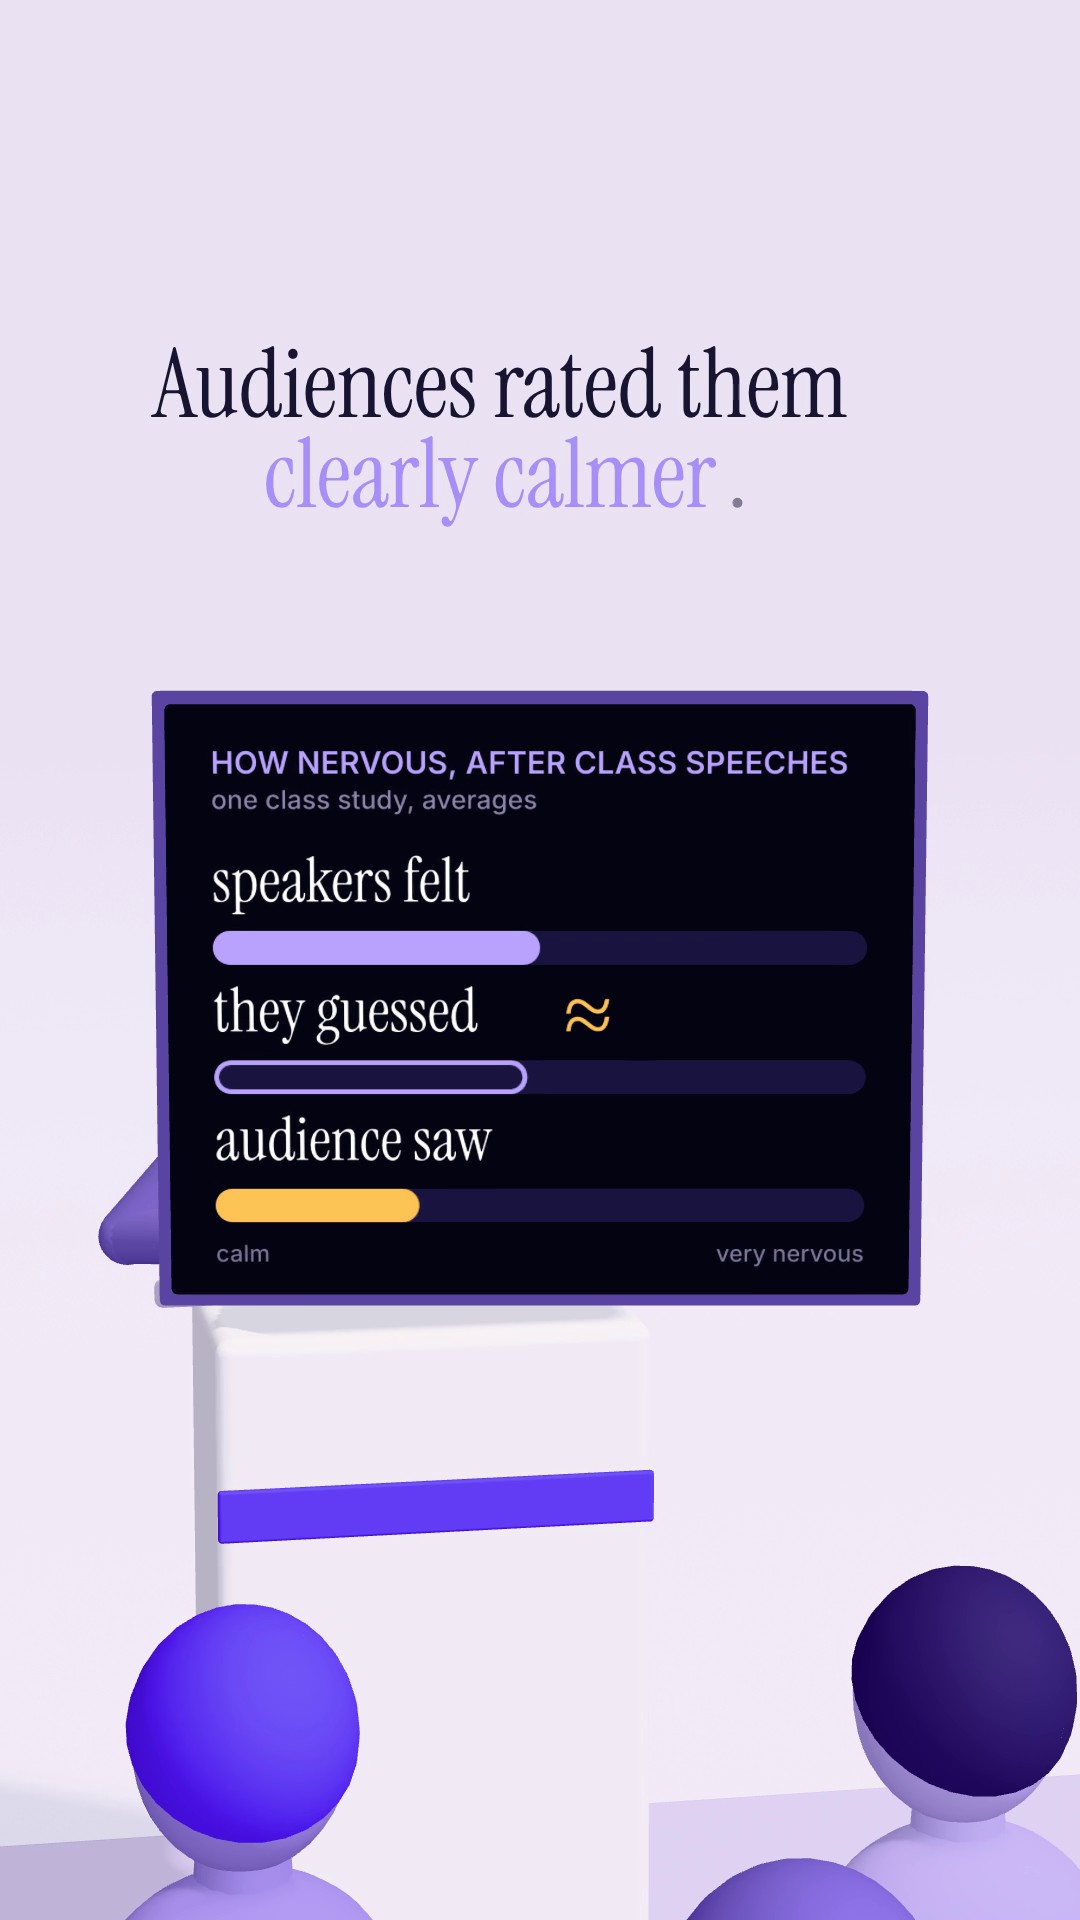 Audiences rated them
clearly calmer .
HOW NERVOUS, AFTER CLASS SPEECHES
one class study, averages
speakers felt
they guessed ≈
audience saw
calm very nervous